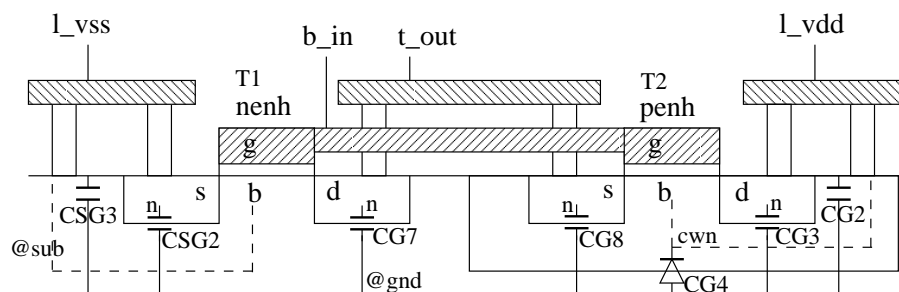 l_vss
b_in
t_out
l_vdd
T1
nenh
T2
penh
g
g
s
b
d
s
b
d
n
n
n
n
CSG3
CSG2
CG7
CG8
cwn
CG3
CG2
@sub
@gnd
CG4